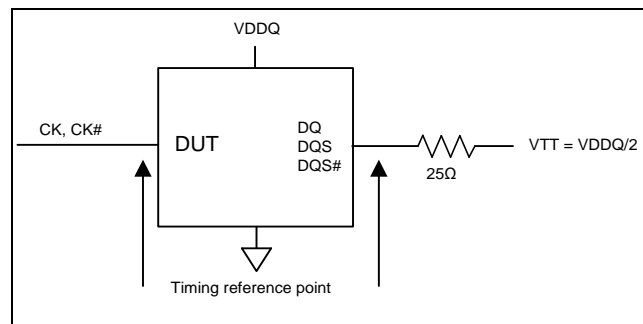 VDDQ
CK, CK#
DUT
DQ
DQS
DQS#
VTT = VDDQ/2
25Ω
Timing reference point